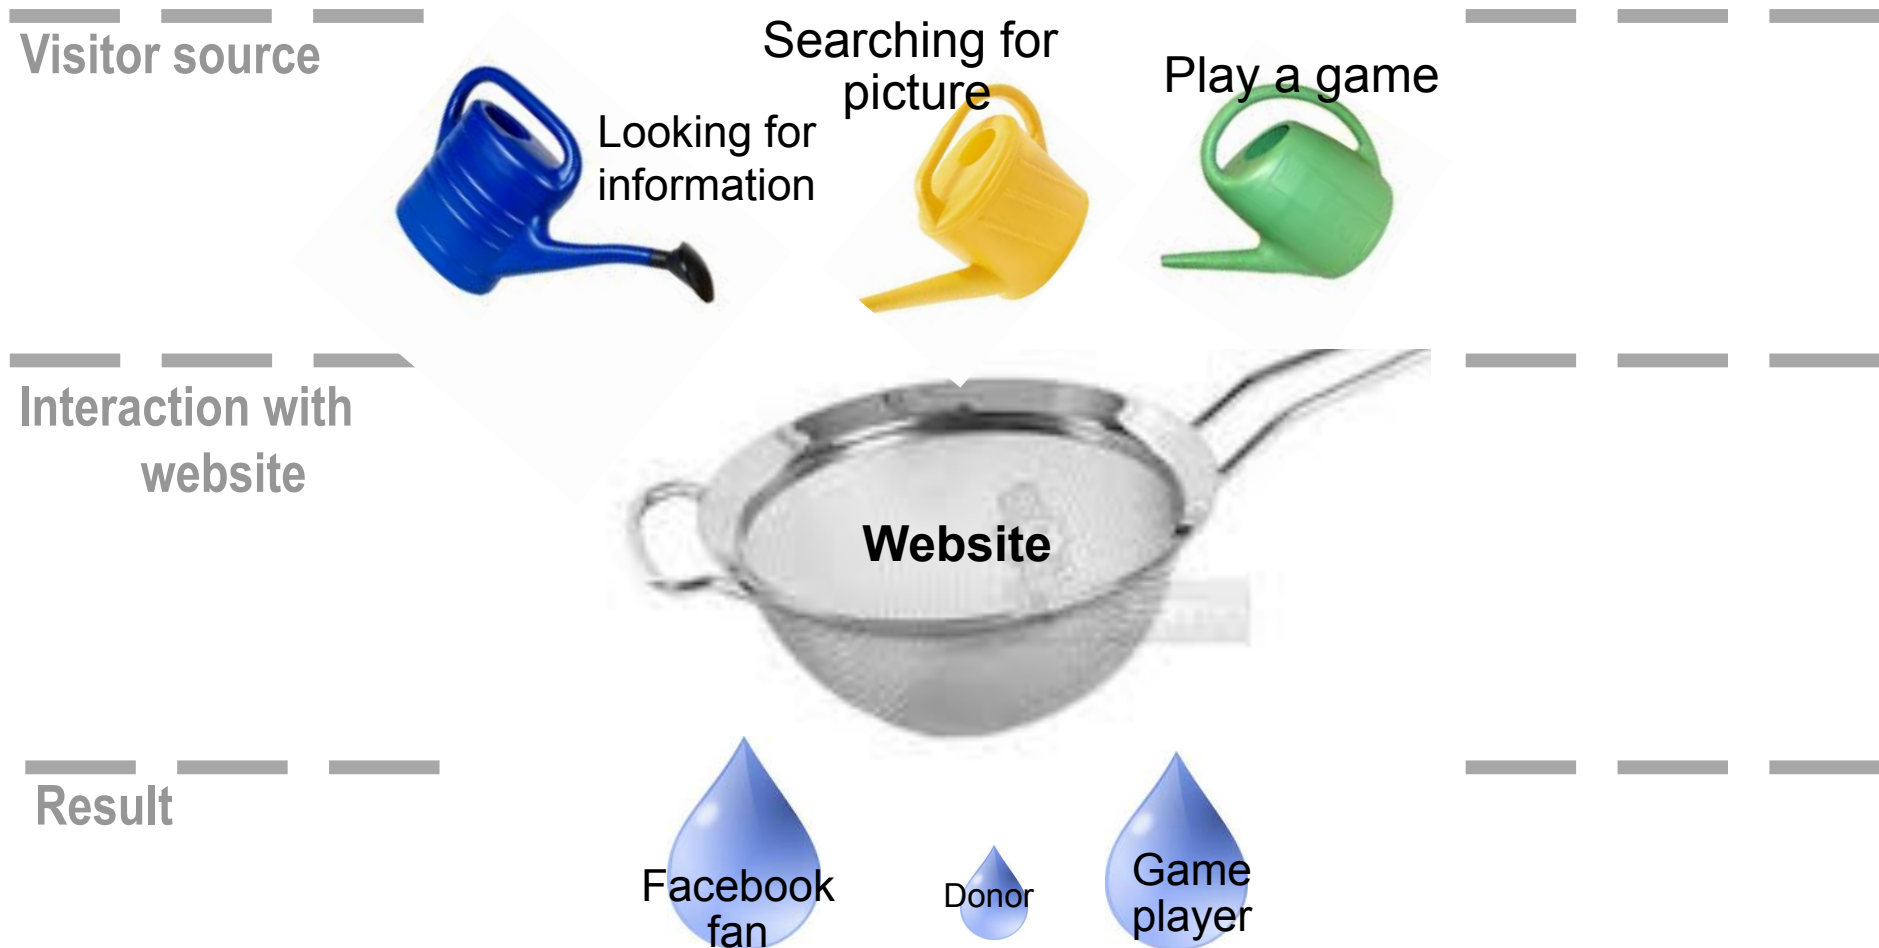 Visitor source
Searching for
picture
Play a game
Looking for
information
Interaction with
website
Website
Result
Facebook
fan
Donor
Game
player